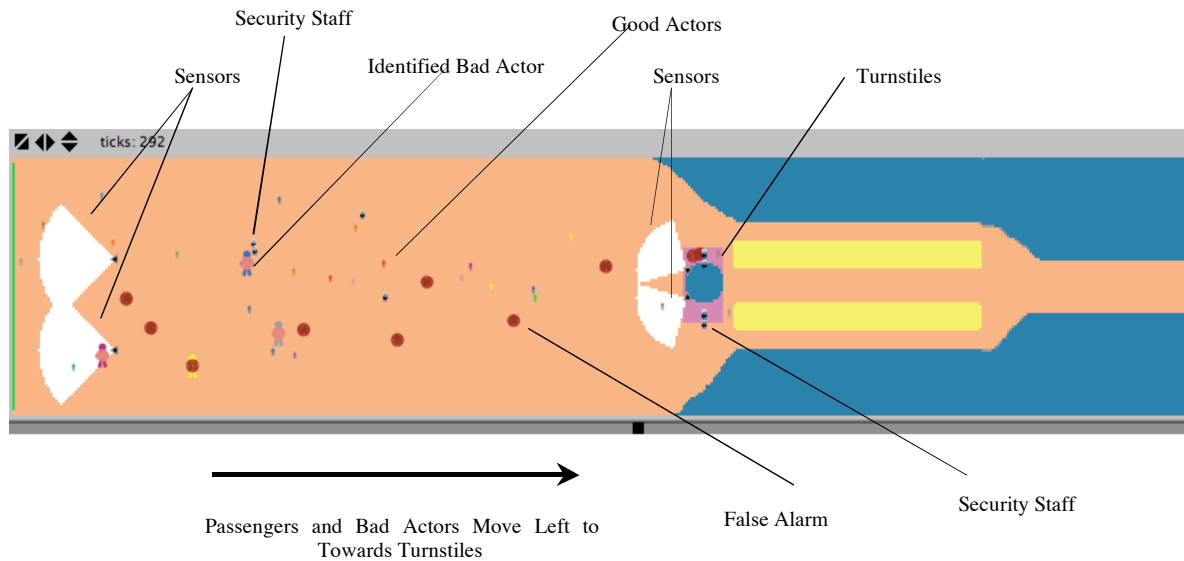 Security Staff
Good Actors
Identified Bad Actor
Sensors
Sensors
Turnstiles
ticks: 292
Passengers and Bad Actors Move Left to
Towards Turnstiles
False Alarm
Security Staff